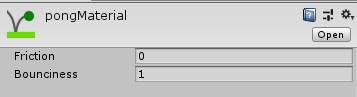 pongMaterial
Open
Friction 0
Bounciness 1